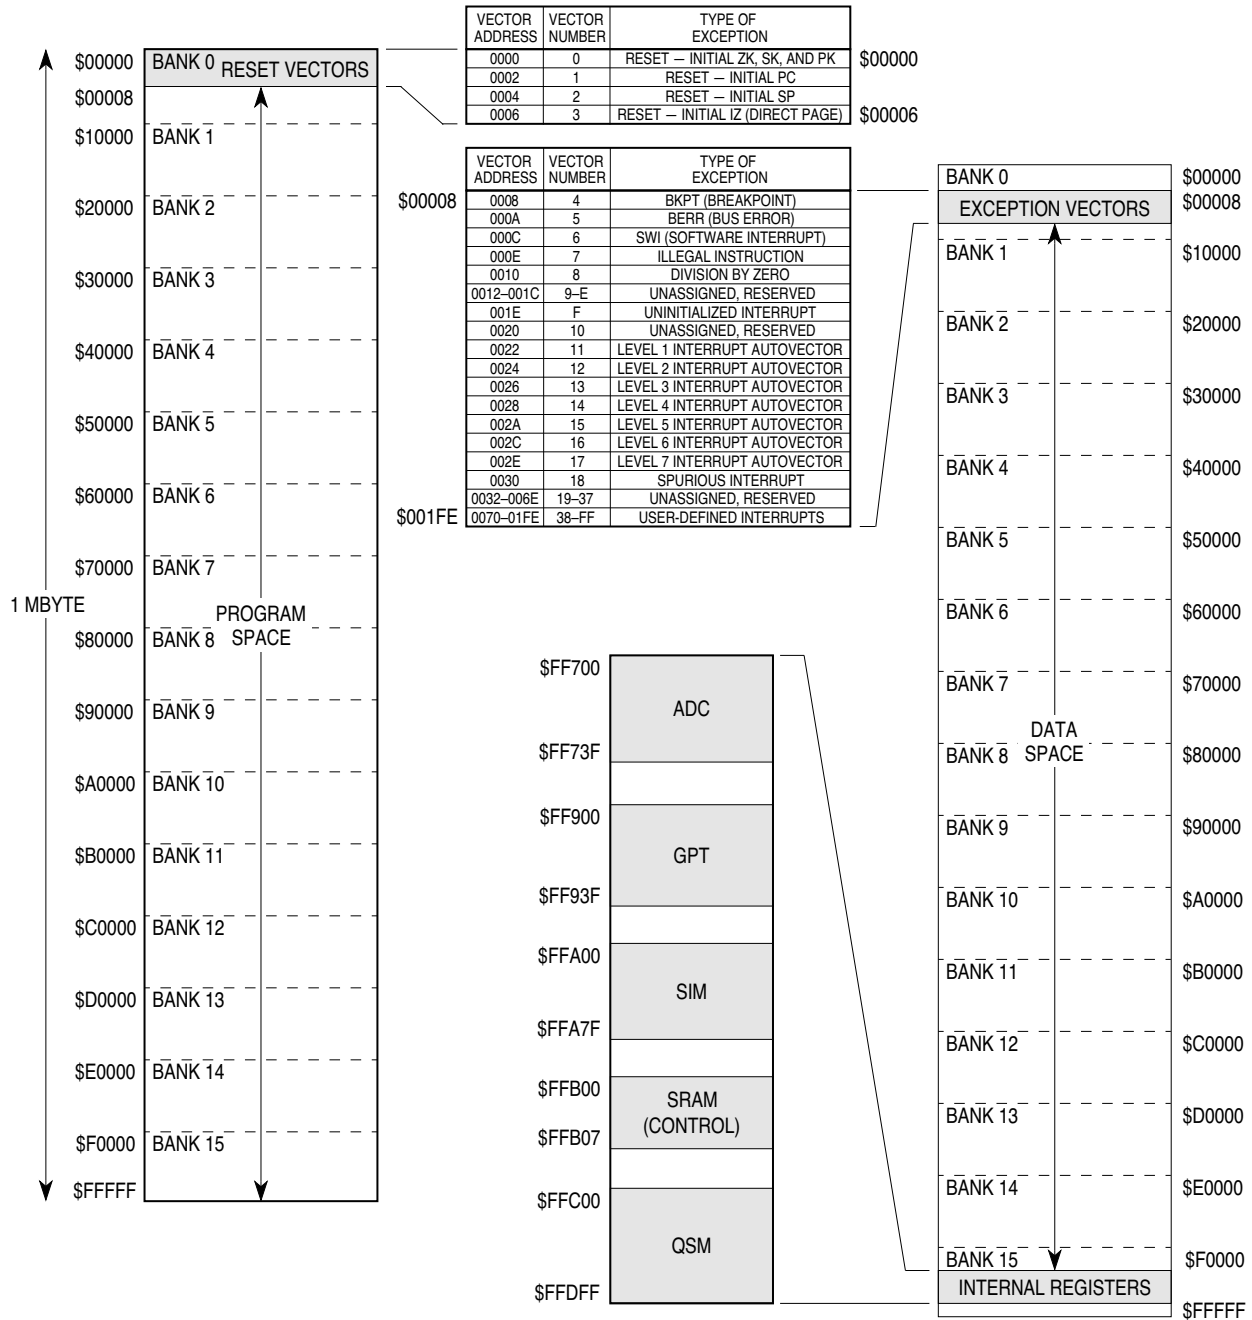 1 MBYTE
$00000 BANK 0 RESET VECTORS
$00008
$10000 BANK 1
$20000 BANK 2
$30000 BANK 3
$40000 BANK 4
$50000 BANK 5
$60000 BANK 6
$70000 BANK 7
PROGRAM
SPACE
$80000 BANK 8
$90000 BANK 9
$A0000 BANK 10
$B0000 BANK 11
$C0000 BANK 12
$D0000 BANK 13
$E0000 BANK 14
$F0000 BANK 15
$FFFFF
VECTOR ADDRESS VECTOR NUMBER TYPE OF EXCEPTION
0000 0 RESET — INITIAL ZK, SK, AND PK $00000
0002 1 RESET — INITIAL PC
0004 2 RESET — INITIAL SP
0006 3 RESET — INITIAL IZ (DIRECT PAGE) $00006
VECTOR ADDRESS VECTOR NUMBER TYPE OF EXCEPTION
$00008 0008 4 BKPT (BREAKPOINT)
000A 5 BERR (BUS ERROR)
000C 6 SWI (SOFTWARE INTERRUPT)
000E 7 ILLEGAL INSTRUCTION
0010 8 DIVISION BY ZERO
0012–001C 9–E UNASSIGNED, RESERVED
001E F UNINITIALIZED INTERRUPT
0020 10 UNASSIGNED, RESERVED
0022 11 LEVEL 1 INTERRUPT AUTOVECTOR
0024 12 LEVEL 2 INTERRUPT AUTOVECTOR
0026 13 LEVEL 3 INTERRUPT AUTOVECTOR
0028 14 LEVEL 4 INTERRUPT AUTOVECTOR
002A 15 LEVEL 5 INTERRUPT AUTOVECTOR
002C 16 LEVEL 6 INTERRUPT AUTOVECTOR
002E 17 LEVEL 7 INTERRUPT AUTOVECTOR
0030 18 SPURIOUS INTERRUPT
0032–006E 19–37 UNASSIGNED, RESERVED
$001FE 0070–01FE 38–FF USER-DEFINED INTERRUPTS
$FF700
ADC
$FF73F
$FF900
GPT
$FF93F
$FFA00
SIM
$FFA7F
$FFB00
SRAM
(CONTROL)
$FFB07
$FFC00
QSM
$FFDFF
BANK 0 $00000
EXCEPTION VECTORS $00008
BANK 1 $10000
BANK 2 $20000
BANK 3 $30000
BANK 4 $40000
BANK 5 $50000
BANK 6 $60000
BANK 7 $70000
DATA
SPACE
BANK 8 $80000
BANK 9 $90000
BANK 10 $A0000
BANK 11 $B0000
BANK 12 $C0000
BANK 13 $D0000
BANK 14 $E0000
BANK 15 $F0000
INTERNAL REGISTERS
$FFFFF